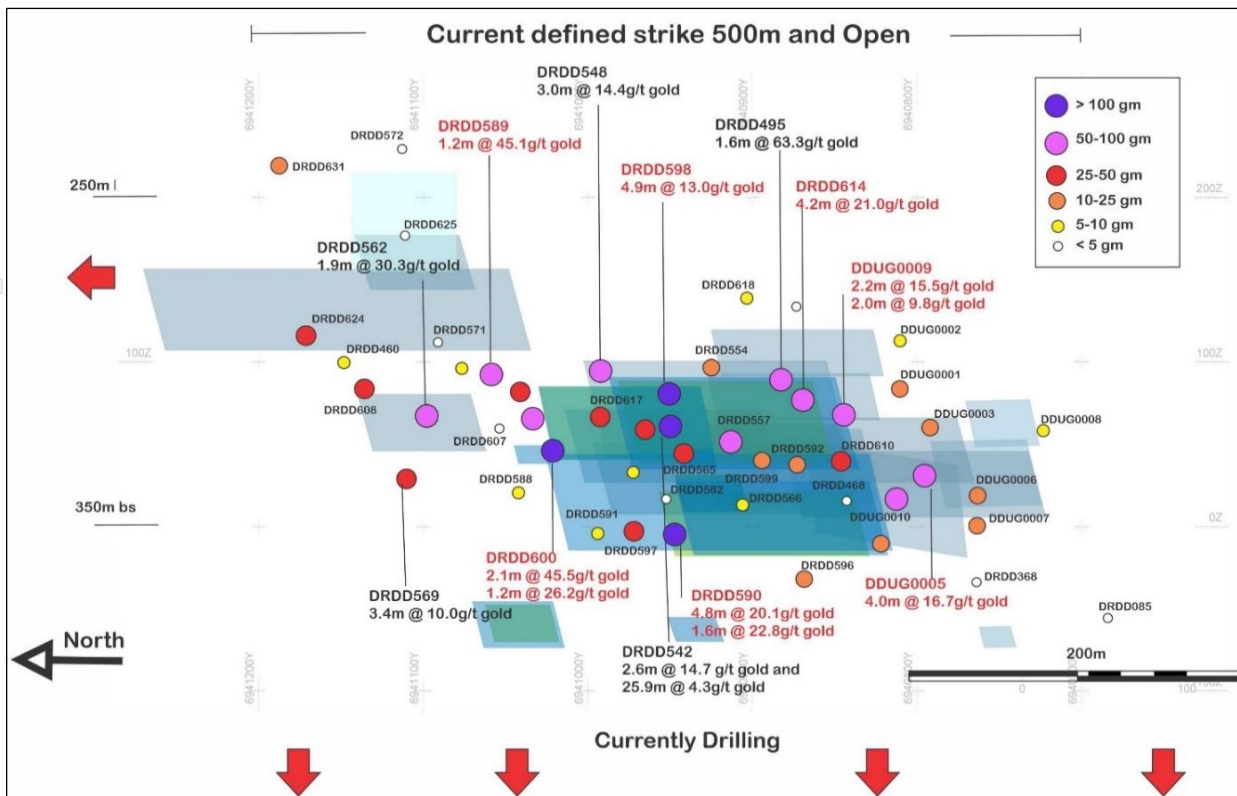 Current defined strike 500m and Open
6941200Y
6941100Y
6940900Y
6940800Y
DRDD548
3.0m @ 14.4g/t gold
DRDD572
DRDD589
1.2m @ 45.1g/t gold
DRDD495
1.6m @ 63.3g/t gold
> 100 gm
50-100 gm
25-50 gm
10-25 gm
5-10 gm
< 5 gm
DRDD631
DRDD598
4.9m @ 13.0g/t gold
DRDD614
4.2m @ 21.0g/t gold
250m
200Z
DRDD625
DRDD562
1.9m @ 30.3g/t gold
DDUG0009
2.2m @ 15.5g/t gold
2.0m @ 9.8g/t gold
DRDD618
DRDD624
DRDD571
DDUG0002
100Z
DRDD460
DRDD554
100Z
DDUG0001
DRDD608
DRDD617
DRDD557
DDUG0003
DDUG0008
DRDD607
DRDD592
DRDD610
DRDD565
DRDD599
DRDD588
DRDD582
DRDD566
DRDD468
DDUG0006
350m bs
DRDD591
DDUG0010
DDUG0007
0Z
DRDD597
DRDD600
2.1m @ 45.5g/t gold
1.2m @ 26.2g/t gold
DRDD596
DDUG0005
4.0m @ 16.7g/t gold
DRDD368
DRDD569
3.4m @ 10.0g/t gold
DRDD590
4.8m @ 20.1g/t gold
1.6m @ 22.8g/t gold
DRDD085
North
DRDD542
2.6m @ 14.7 g/t gold and
25.9m @ 4.3g/t gold
200m
0
100
6941200Y
6941100Y
6941000Y
Currently Drilling